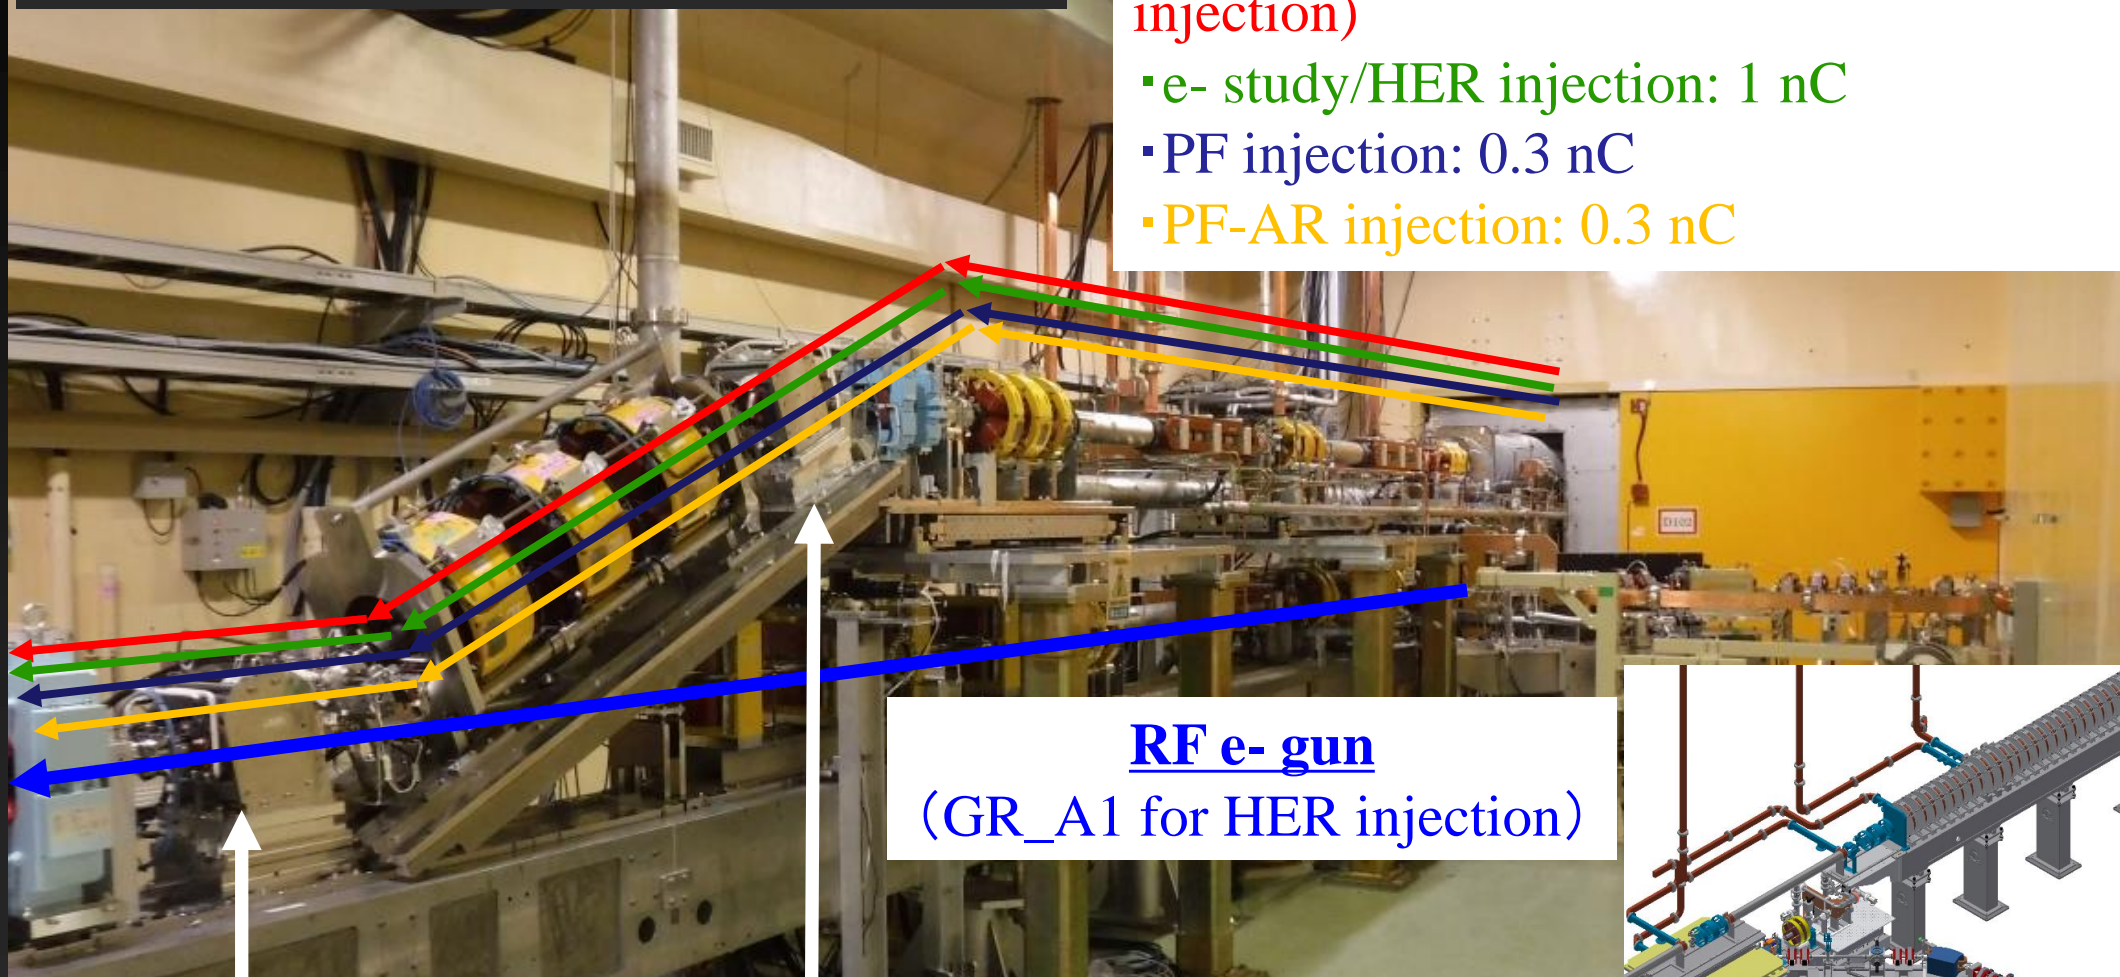 injection)
・e- study/HER injection: 1 nC
・PF injection: 0.3 nC
・PF-AR injection: 0.3 nC
D102
RF e- gun
（GR_A1 for HER injection）